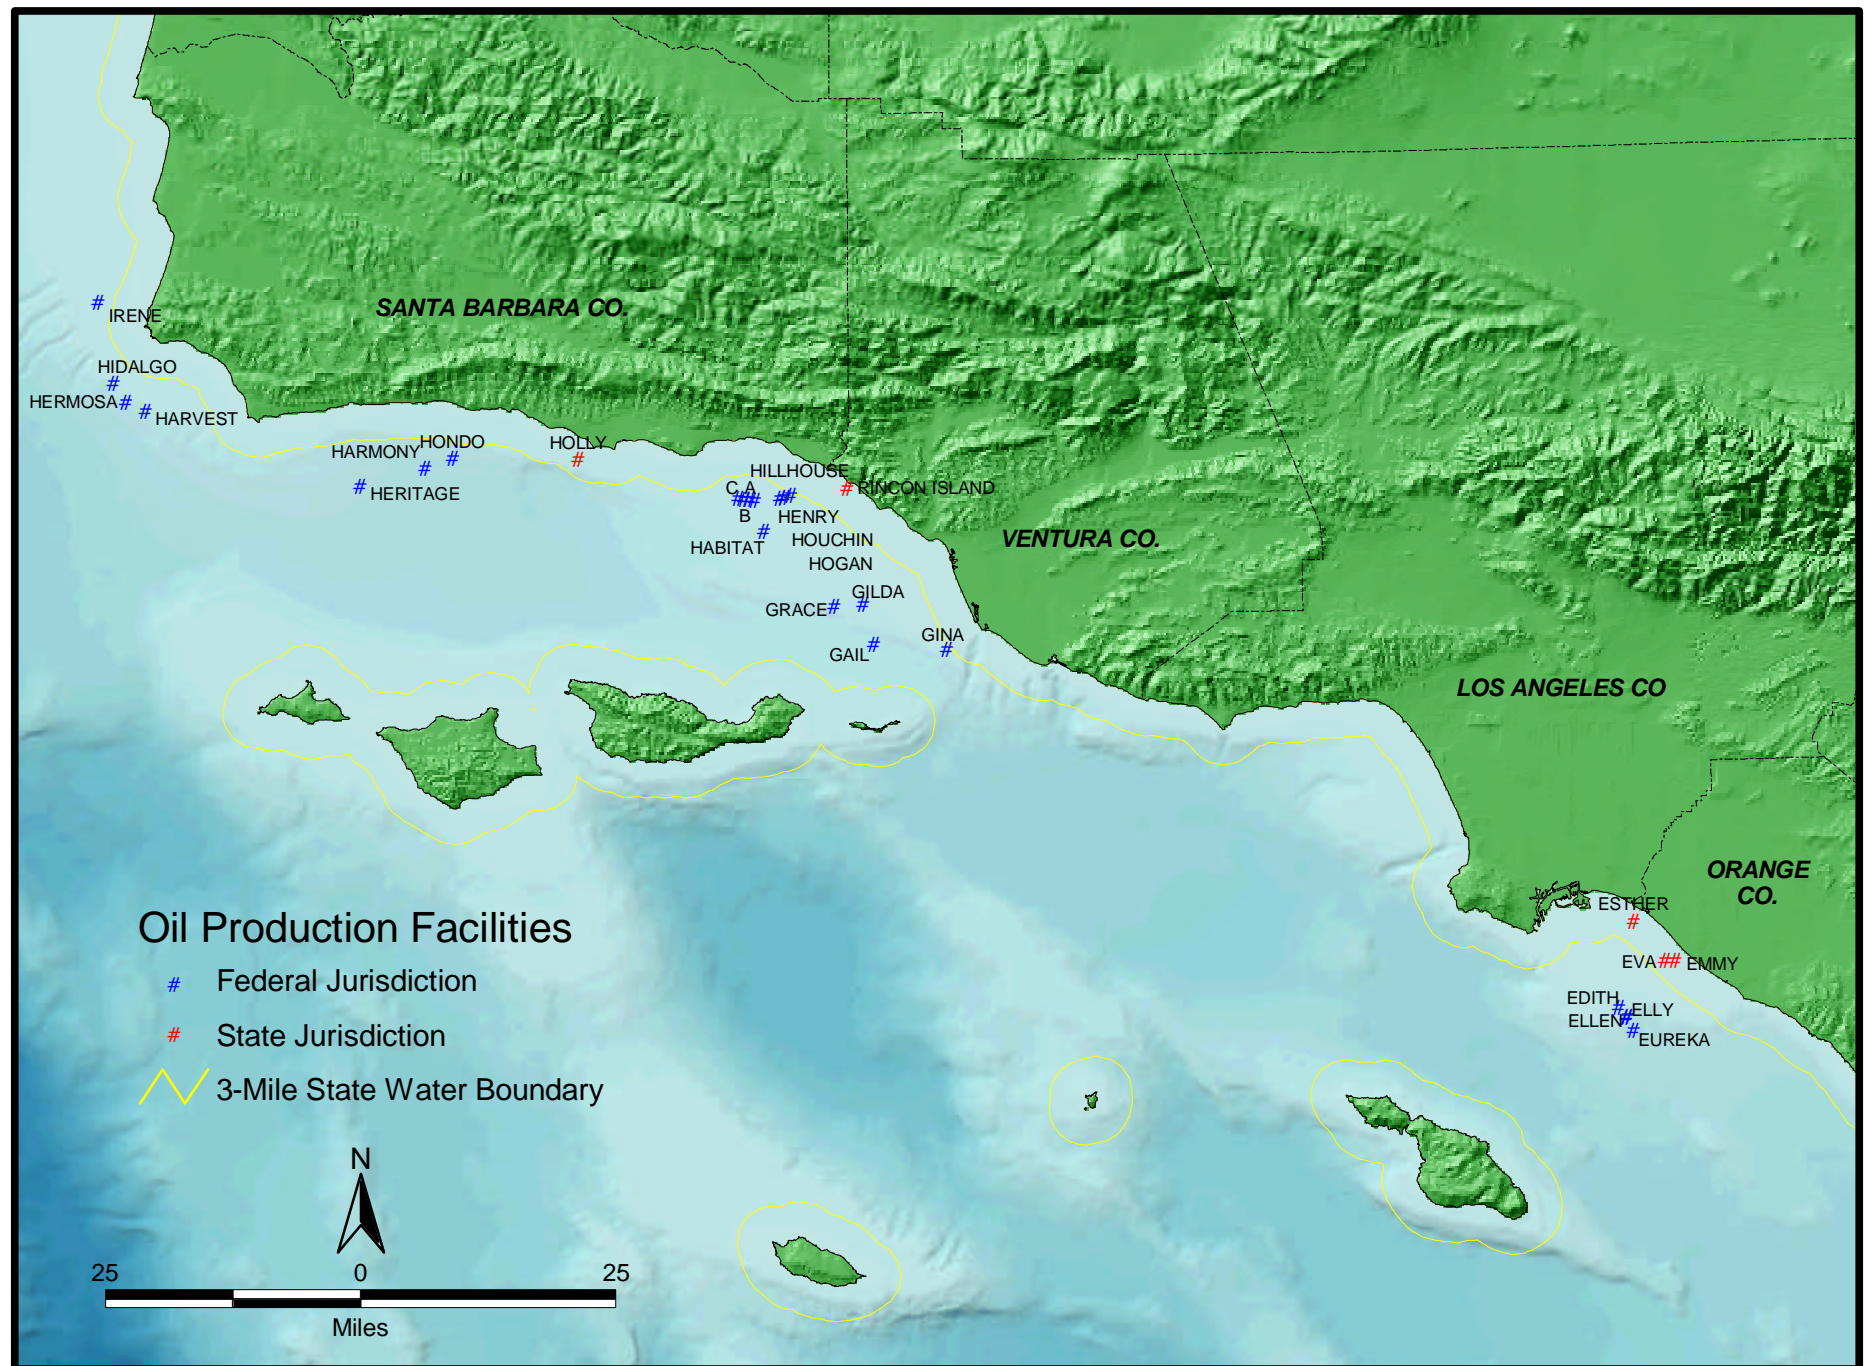 SANTA BARBARA CO.
#
IRENE
HIDALGO
#
HERMOSA #
# HARVEST
HONDO
HARMONY #
#
# HERITAGE
HOLLY
#
HILLHOUSE
C A
####
###
B
HENRY
# RINCON ISLAND
HABITAT #
HOUCHIN
HOGAN
VENTURA CO.
GILDA
GRACE # #
GINA
GAIL #
#
LOS ANGELES CO
ORANGE
CO.
ESTHER
#
EVA ## EMMY
EDITH #
# ELLY
ELLEN #
# EUREKA
Oil Production Facilities
# Federal Jurisdiction
# State Jurisdiction
3-Mile State Water Boundary
N
25 0 25
Miles